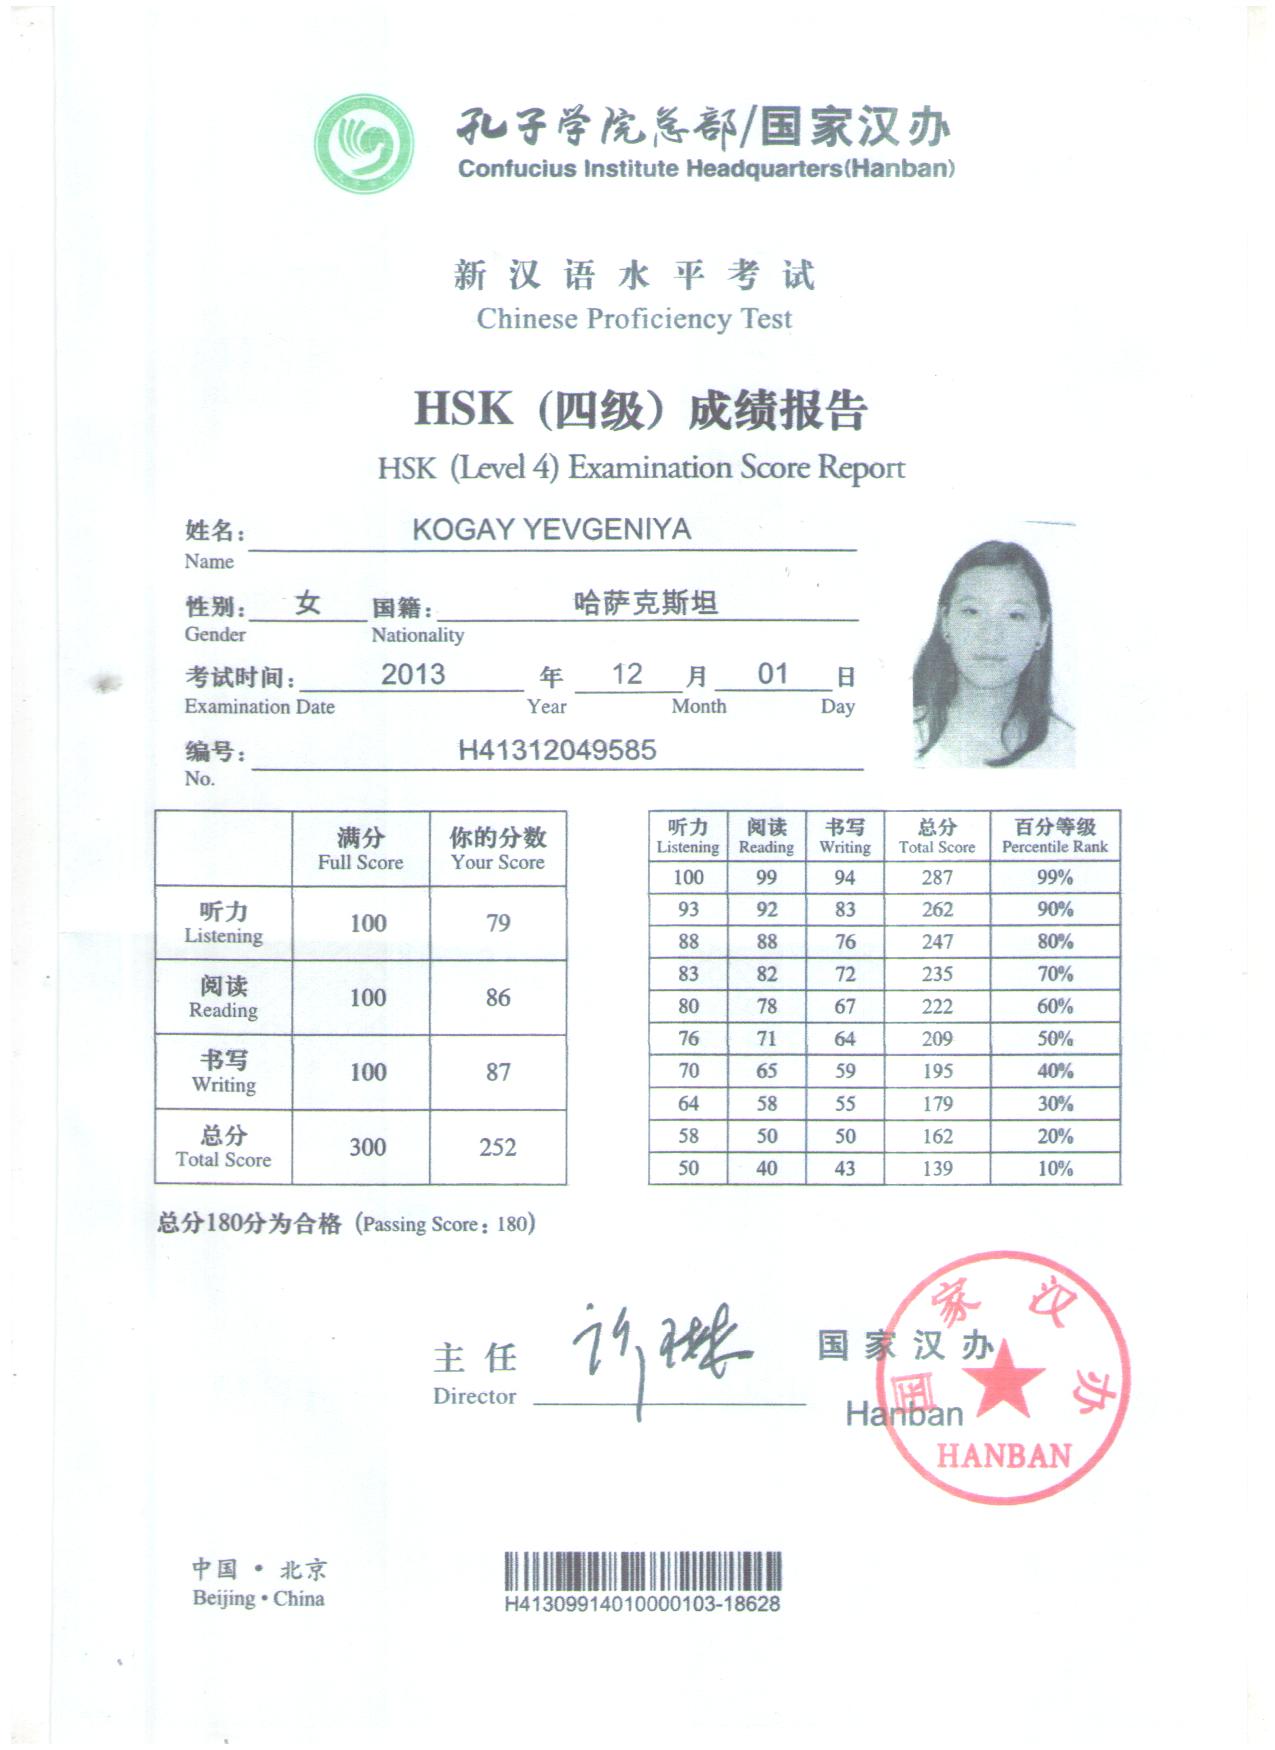 孔子学院总部/国家汉办
Confucius Institute Headquarters(Hanban)
新汉语水平考试
Chinese Proficiency Test
HSK（四级）成绩报告
HSK (Level 4) Examination Score Report
姓名： KOGAY YEVGENIYA
Name
性别： 女 国籍： 哈萨克斯坦
Gender Nationality
考试时间： 2013 年 12 月 01 日
Examination Date Year Month Day
编号： H41312049585
No.
满分 你的分数
Full Score Your Score
听力 100 79
Listening
阅读 100 86
Reading
书写 100 87
Writing
总分 300 252
Total Score
听力 阅读 书写 总分 百分等级
Listening Reading Writing Total Score Percentile Rank
100 99 94 287 99%
93 92 83 262 90%
88 88 76 247 80%
83 82 72 235 70%
80 78 67 222 60%
76 71 64 209 50%
70 65 59 195 40%
64 58 55 179 30%
58 50 50 162 20%
50 40 43 139 10%
总分180分为合格（Passing Score：180）
主任 许琳 国家汉办
Director Hanban
国家汉办
HANBAN
中国·北京
Beijing·China
H41309914010000103-18628